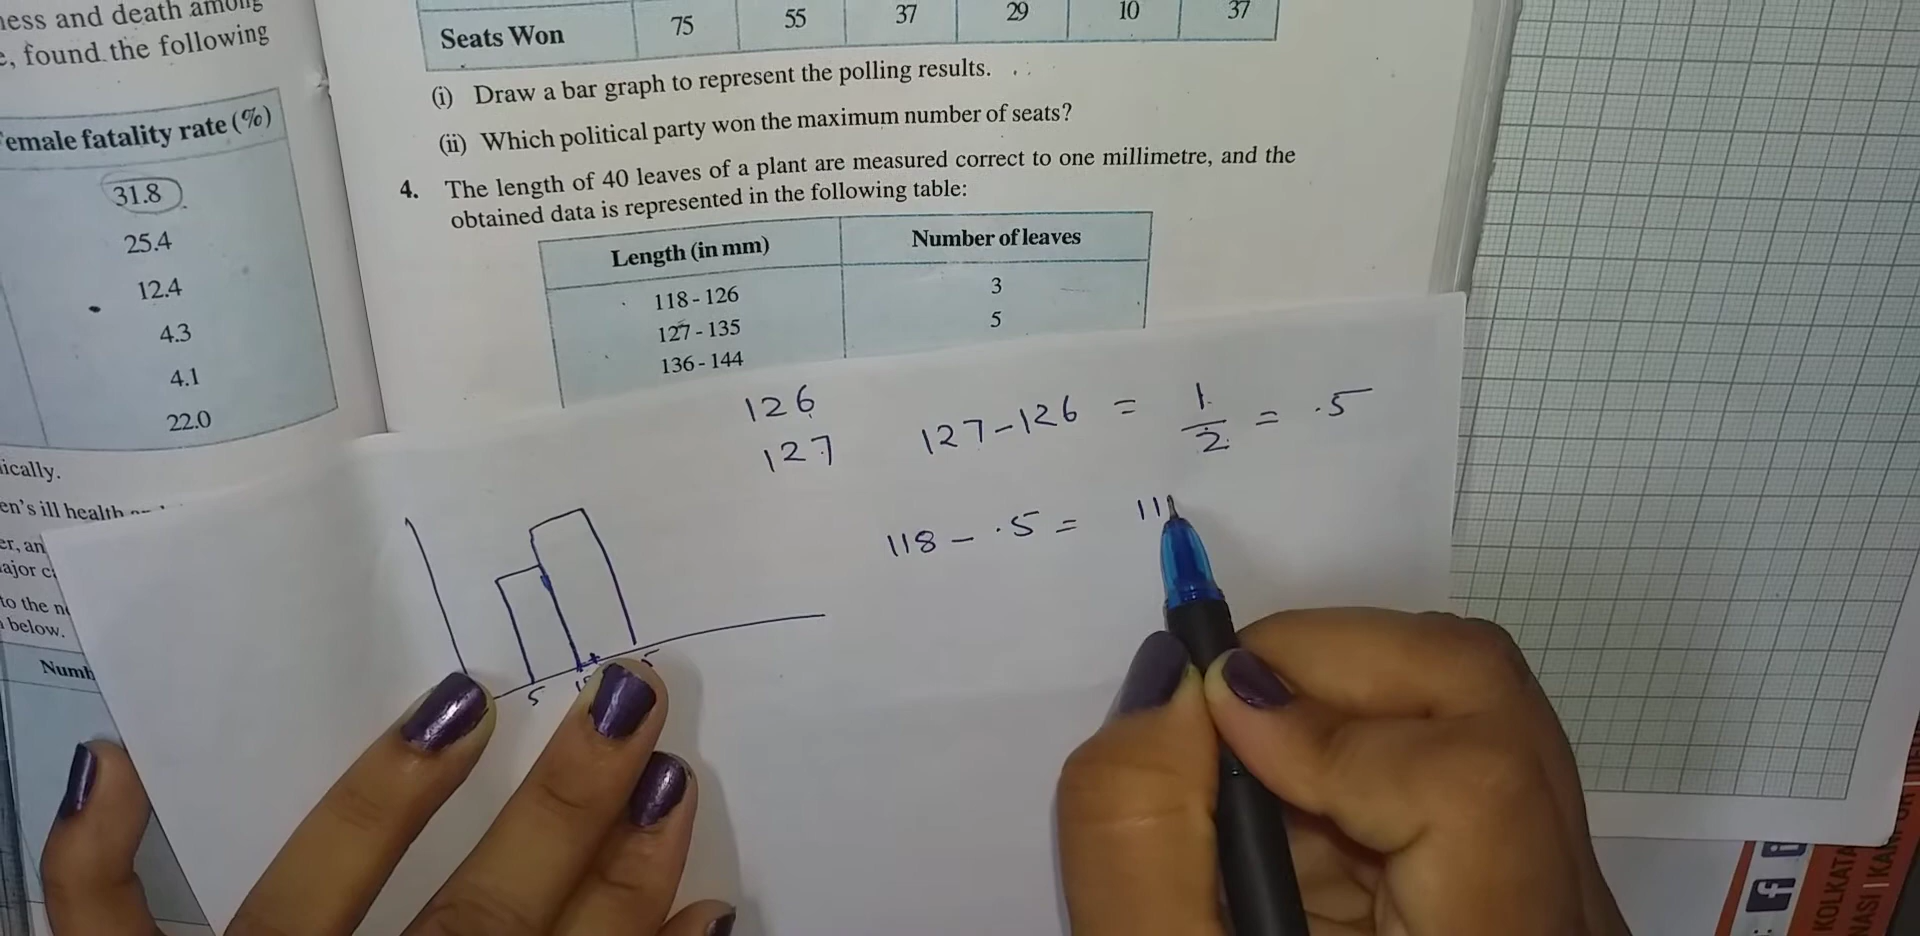 and death among
found the following
emale fatality rate (%)
31.8
25.4
12.4
4.3
4.1
22.0
ically.
en's ill health
er, an
ajor
to the
below.
Numb
Seats Won 75 55 37 29 10 37
(i) Draw a bar graph to represent the polling results.
(ii) Which political party won the maximum number of seats?
4. The length of 40 leaves of a plant are measured correct to one millimetre, and the
obtained data is represented in the following table:
Length (in mm) Number of leaves
118 - 126 3
127 - 135 5
136 - 144
126
127
127-126 = 1/2 = .5
118 - .5 = 11
5
KOLKATA